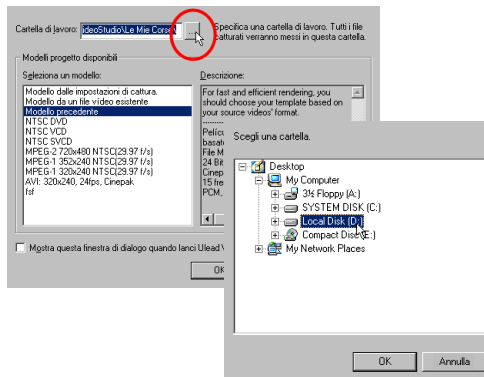 Cartella di lavoro: ideoStudio\Le Mie Corse\ ... Specifica una cartella di lavoro. Tutti i file
catturati verranno messi in questa cartella.
Modelli progetto disponibili
Seleziona un modello:
Modello dalle impostazioni di cattura.
Modello da un file video esistente
Modello precedente
NTSC DVD
NTSC VCD
NTSC SVCD
MPEG-2 720x480 NTSC(29.97 f/s)
MPEG-1 352x240 NTSC(29.97 f/s)
MPEG-1 320x240 NTSC(29.97 f/s)
AVI: 320x240, 24fps, Cinepak
fsf
Descrizione:
For fast and efficient rendering, you
should choose your template based on
your source videos' format.
----------
Pelícu
basat
File M
24 Bit
Cinep
15 fre
PCM,
Mostra questa finestra di dialogo quando lanci Ulead V
OK
Scegli una cartella.
Desktop
My Computer
3½ Floppy (A:)
SYSTEM DISK (C:)
Local Disk (D:)
Compact Disc (E:)
My Network Places
OK Annulla